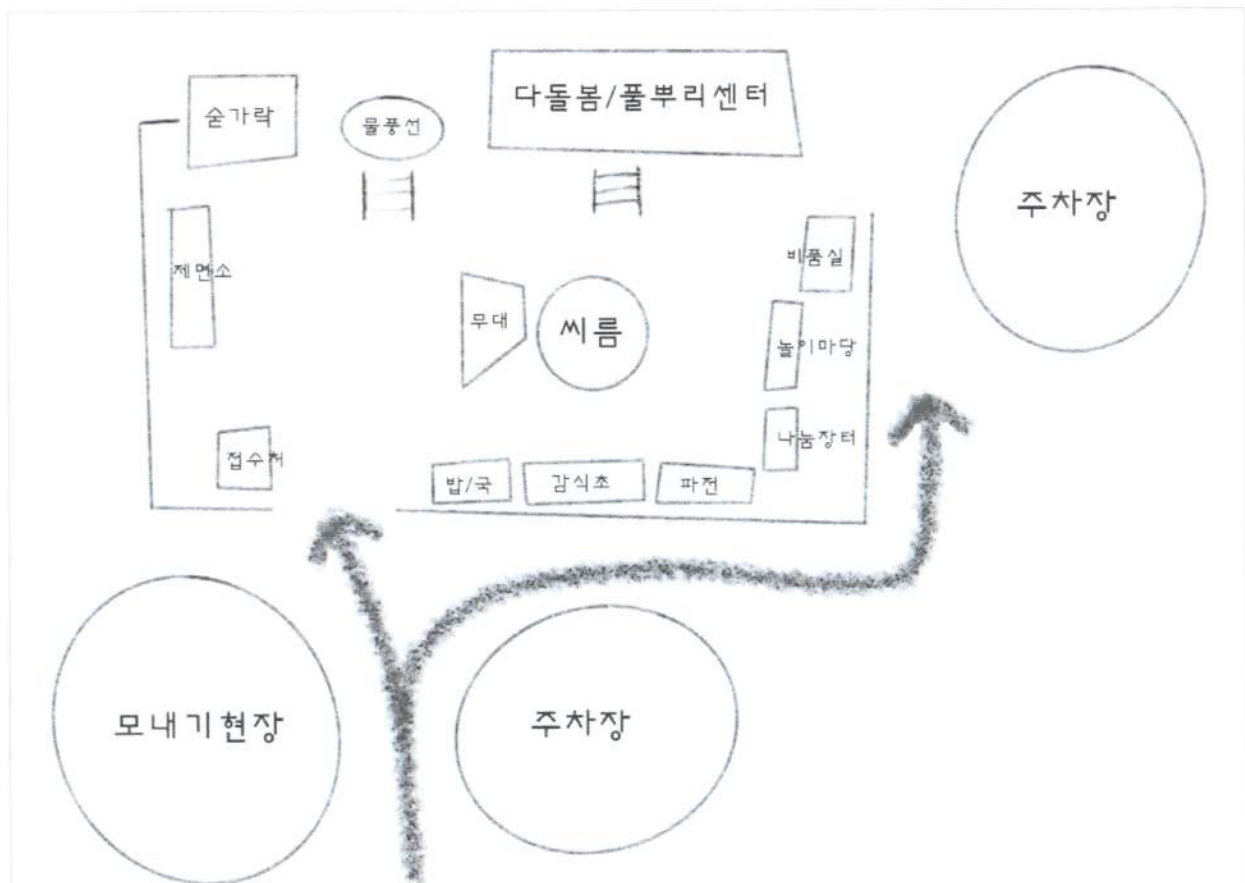 다돌봄/풀뿌리센터
숟가락
물풍선
주차장
비품실
제면소
무대
씨름
놀이마당
나눔장터
접수처
밥/국
감식초
파전
모내기현장
주차장